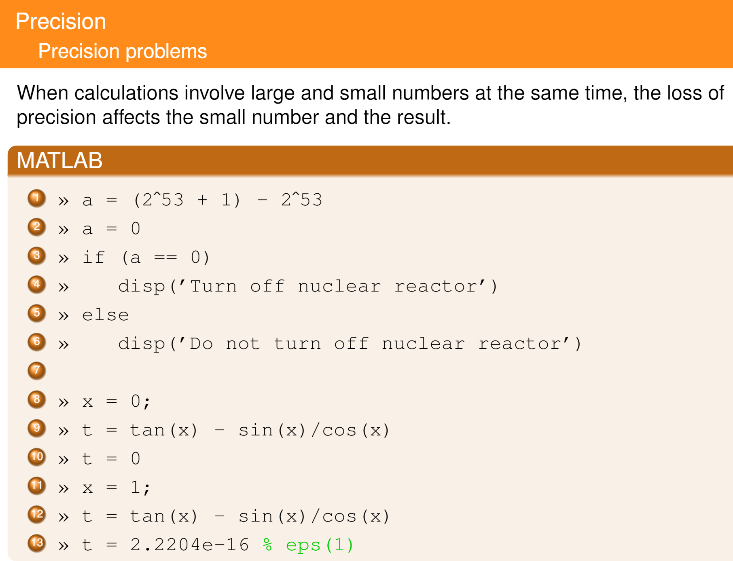 Precision
Precision problems
When calculations involve large and small numbers at the same time, the loss of
precision affects the small number and the result.
MATLAB
1 » a = (2^53 + 1) - 2^53
2 » a = 0
3 » if (a == 0)
4 »    disp('Turn off nuclear reactor')
5 » else
6 »    disp('Do not turn off nuclear reactor')
7
8 » x = 0;
9 » t = tan(x) - sin(x)/cos(x)
10 » t = 0
11 » x = 1;
12 » t = tan(x) - sin(x)/cos(x)
13 » t = 2.2204e-16 % eps(1)